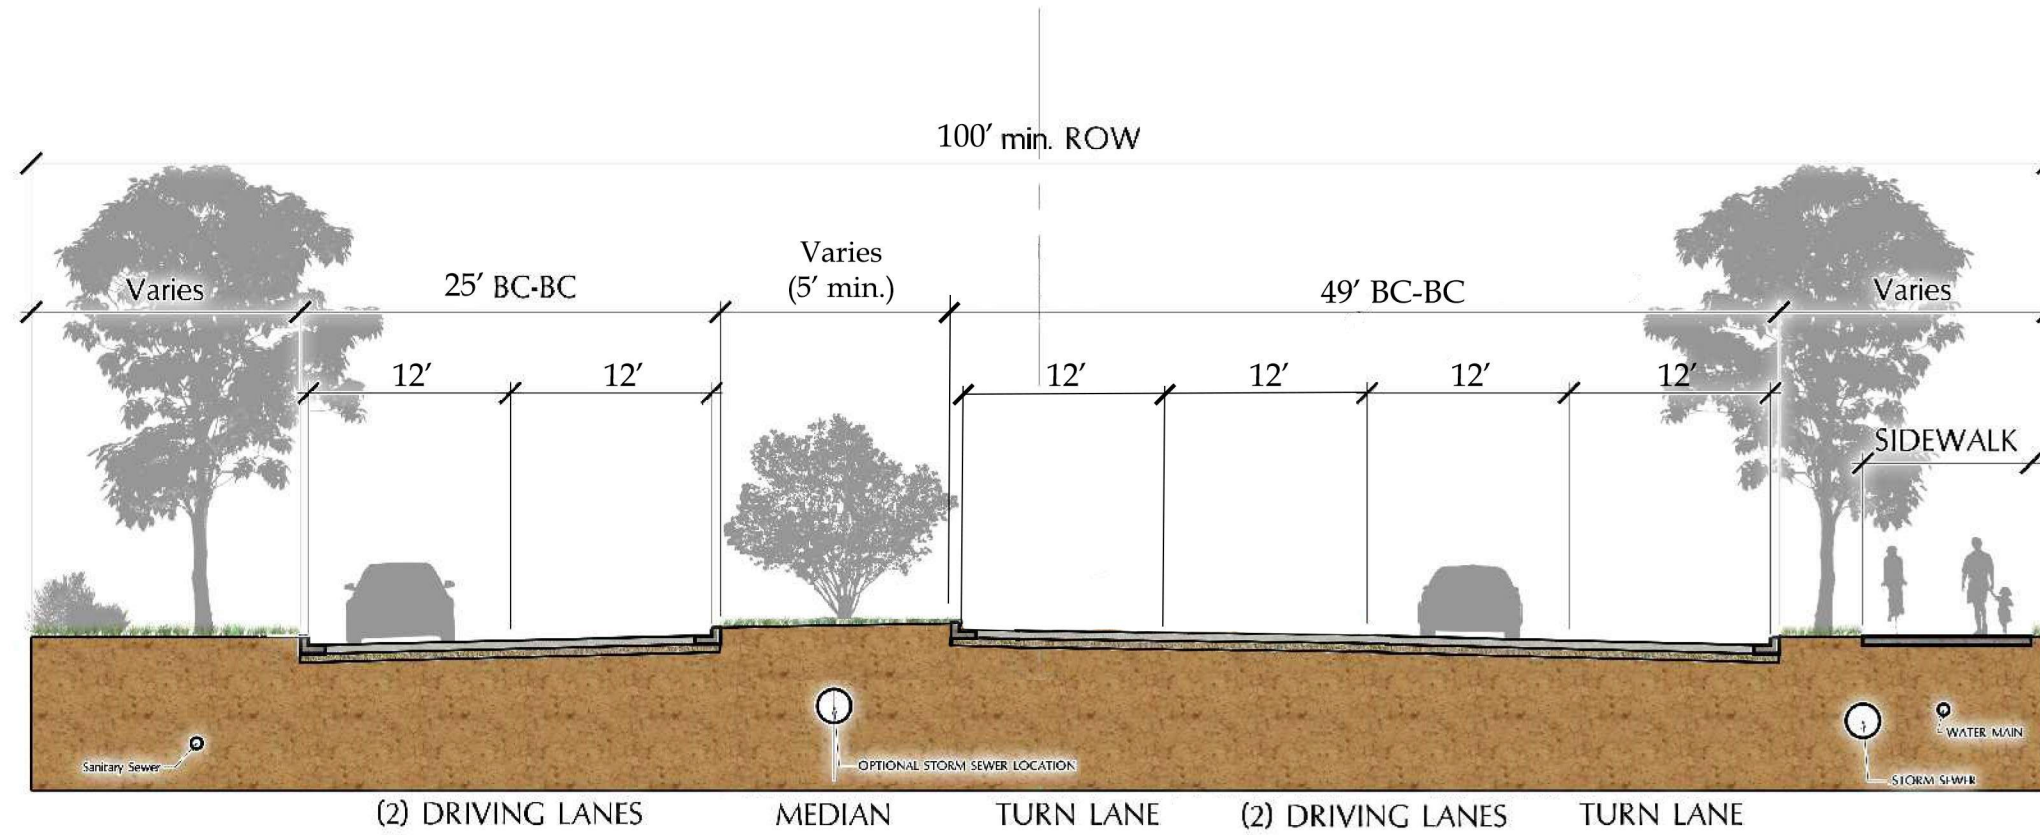 100′ min. ROW
Varies
25′ BC-BC
Varies
(5′ min.)
49′ BC-BC
Varies
12′
12′
12′
12′
12′
12′
SIDEWALK
Sanitary Sewer
OPTIONAL STORM SEWER LOCATION
WATER MAIN
STORM SEWER
(2) DRIVING LANES
MEDIAN
TURN LANE
(2) DRIVING LANES
TURN LANE